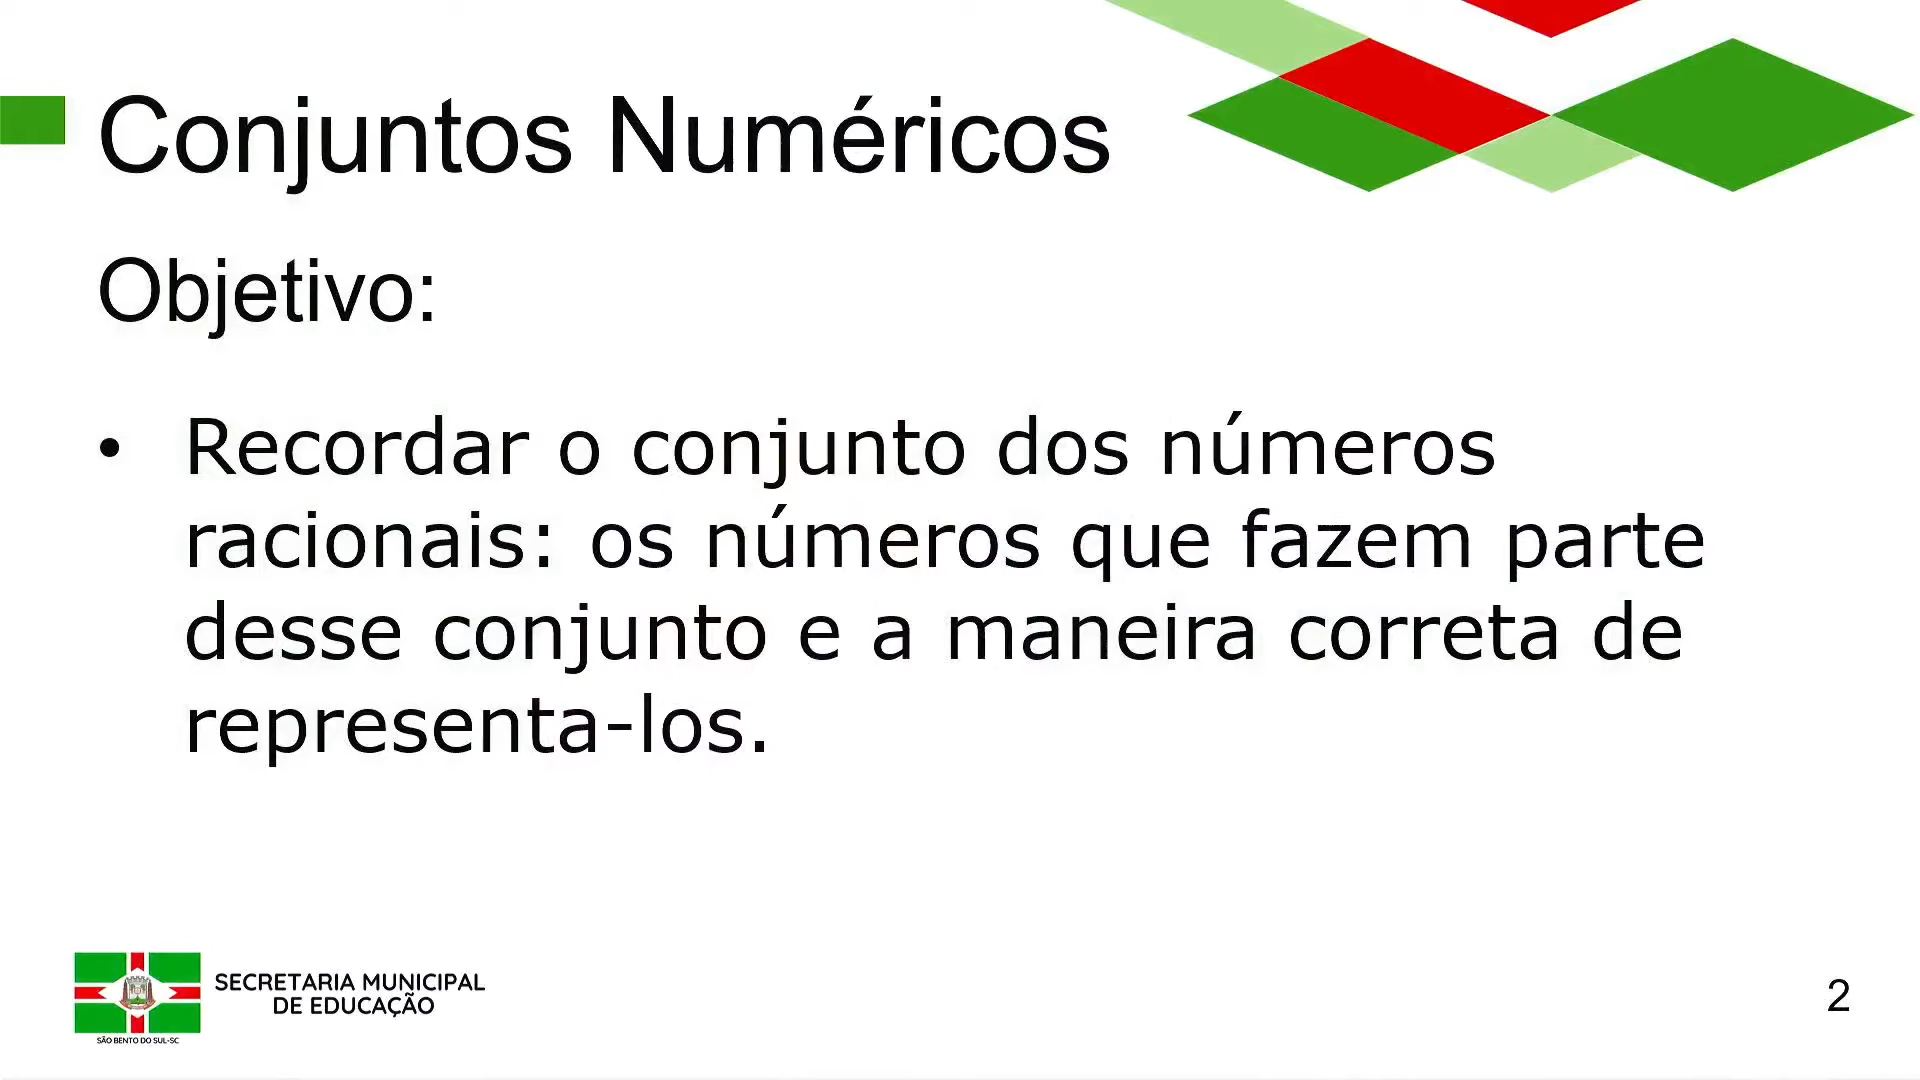 Conjuntos Numéricos
Objetivo:
• Recordar o conjunto dos números
racionais: os números que fazem parte
desse conjunto e a maneira correta de
representa-los.
SECRETARIA MUNICIPAL
DE EDUCAÇÃO
SÃO BENTO DO SUL-SC
2